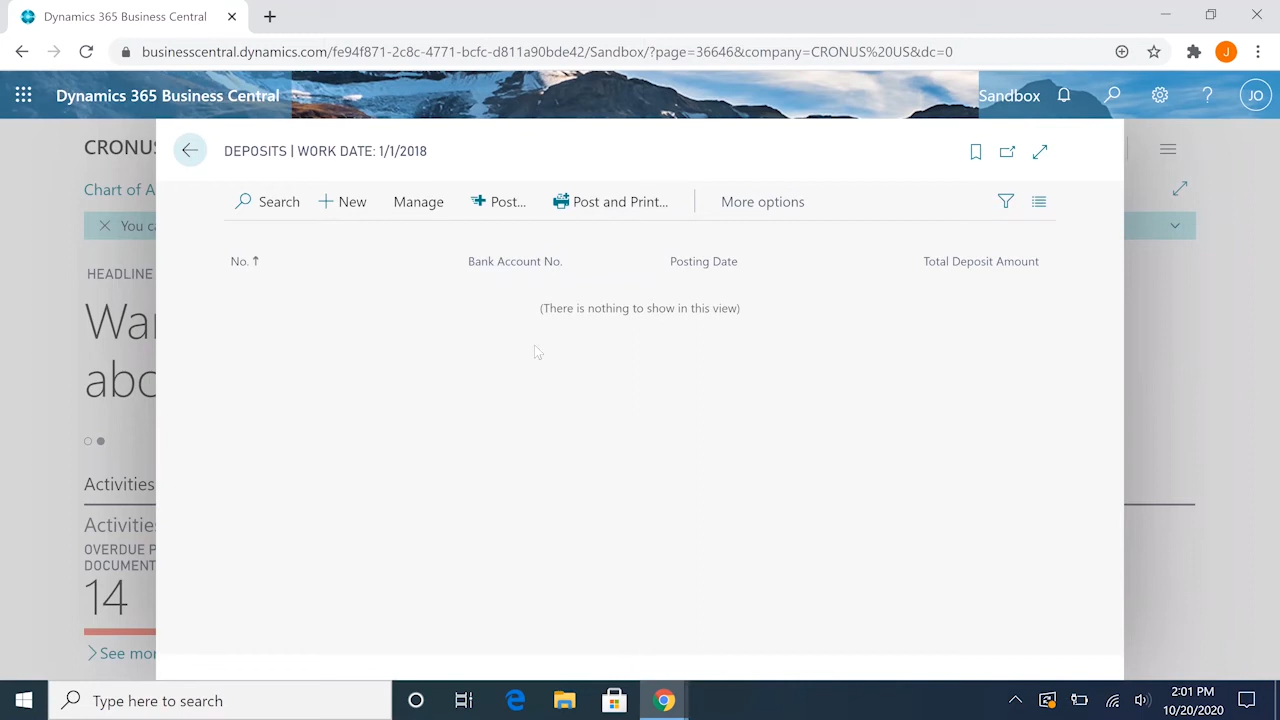 Dynamics 365 Business Central
businesscentral.dynamics.com/fe94f871-2c8c-4771-bcfc-d811a90bde42/Sandbox/?page=36646&company=CRONUS%20US&dc=0
J
Dynamics 365 Business Central
Sandbox
JO
CRONUS
DEPOSITS | WORK DATE: 1/1/2018
Chart of A
Search
New
Manage
Post...
Post and Print...
More options
You ca
No. ↑
Bank Account No.
Posting Date
Total Deposit Amount
HEADLINE
(There is nothing to show in this view)
War
abo
Activities
Activitie
OVERDUE P
DOCUMENT
14
See mor
Type here to search
2:01 PM
10/20/2020